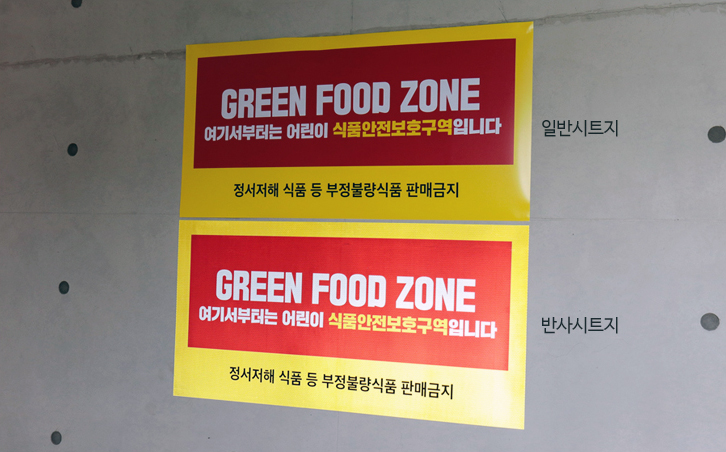 GREEN FOOD ZONE
여기서부터는 어린이 식품안전보호구역입니다
정서저해 식품 등 부정불량식품 판매금지
일반시트지
GREEN FOOD ZONE
여기서부터는 어린이 식품안전보호구역입니다
정서저해 식품 등 부정불량식품 판매금지
반사시트지